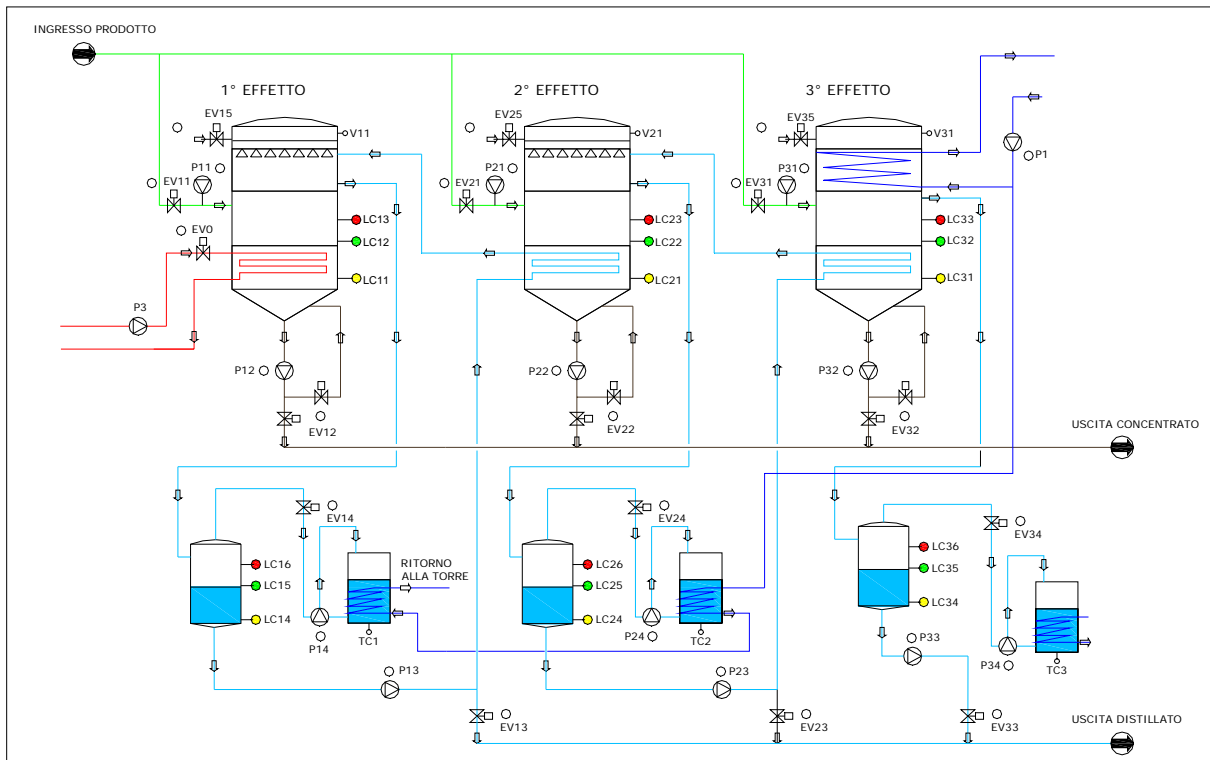 INGRESSO PRODOTTO
1° EFFETTO
2° EFFETTO
3° EFFETTO
EV15
V11
EV25
V21
EV35
V31
P1
P11
P21
P31
EV11
EV21
EV31
LC13
LC23
LC33
EV0
LC12
LC22
LC32
LC11
LC21
LC31
P3
P12
P22
P32
EV12
EV22
EV32
USCITA CONCENTRATO
EV14
EV24
EV34
LC16
LC26
LC36
RITORNO
ALLA TORRE
LC15
LC25
LC35
LC14
LC24
LC34
P14
TC1
P24
TC2
P33
P34
TC3
P13
P23
EV13
EV23
EV33
USCITA DISTILLATO